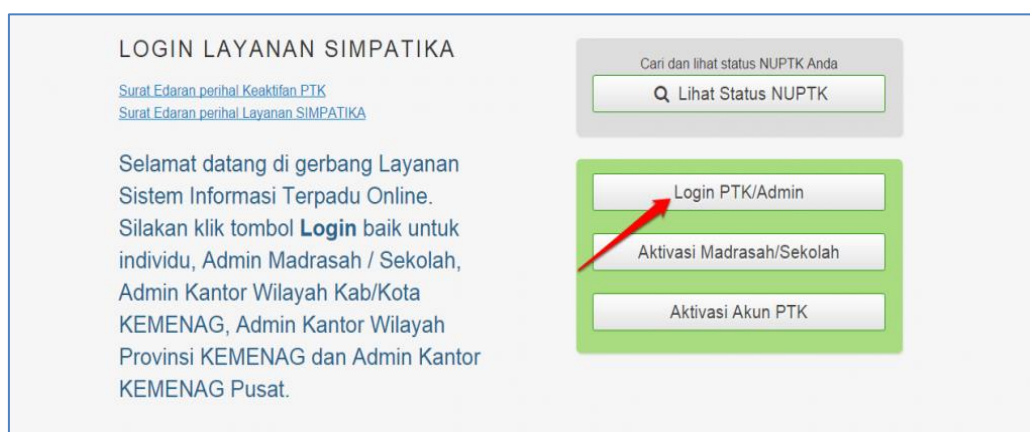 LOGIN LAYANAN SIMPATIKA
Surat Edaran perihal Keaktifan PTK
Surat Edaran perihal Layanan SIMPATIKA
Selamat datang di gerbang Layanan
Sistem Informasi Terpadu Online.
Silakan klik tombol Login baik untuk
individu, Admin Madrasah / Sekolah,
Admin Kantor Wilayah Kab/Kota
KEMENAG, Admin Kantor Wilayah
Provinsi KEMENAG dan Admin Kantor
KEMENAG Pusat.
Cari dan lihat status NUPTK Anda
Lihat Status NUPTK
Login PTK/Admin
Aktivasi Madrasah/Sekolah
Aktivasi Akun PTK